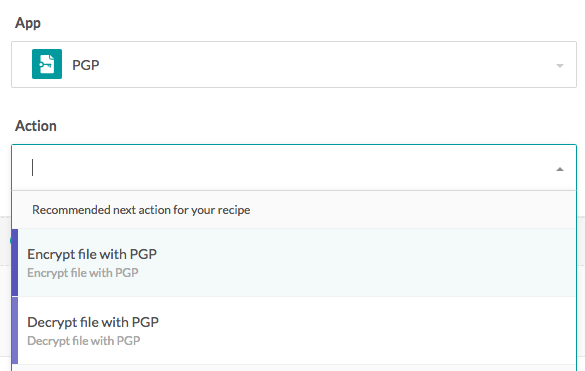 App
PGP
Action
Recommended next action for your recipe
Encrypt file with PGP
Encrypt file with PGP
Decrypt file with PGP
Decrypt file with PGP